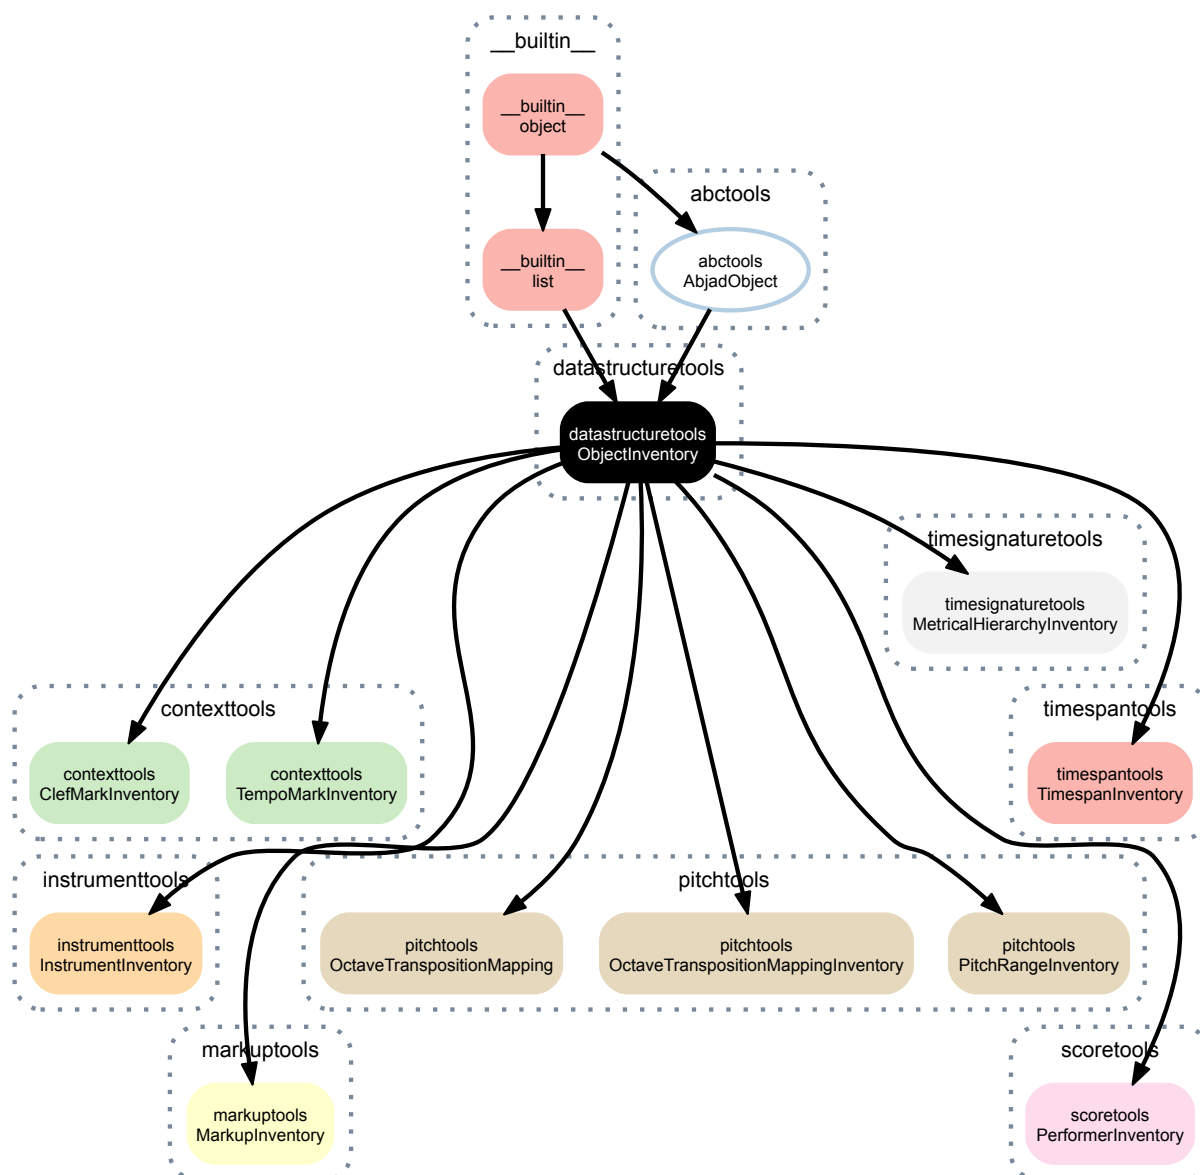 __builtin__
__builtin__
object
abctools
__builtin__
list
abctools
AbjadObject
datastructuretools
datastructuretools
ObjectInventory
timesignaturetools
timesignaturetools
MetricalHierarchyInventory
contexttools
timespantools
contexttools
ClefMarkInventory
contexttools
TempoMarkInventory
timespantools
TimespanInventory
instrumenttools
pitchtools
instrumenttools
InstrumentInventory
pitchtools
OctaveTranspositionMapping
pitchtools
OctaveTranspositionMappingInventory
pitchtools
PitchRangeInventory
markuptools
scoretools
markuptools
MarkupInventory
scoretools
PerformerInventory